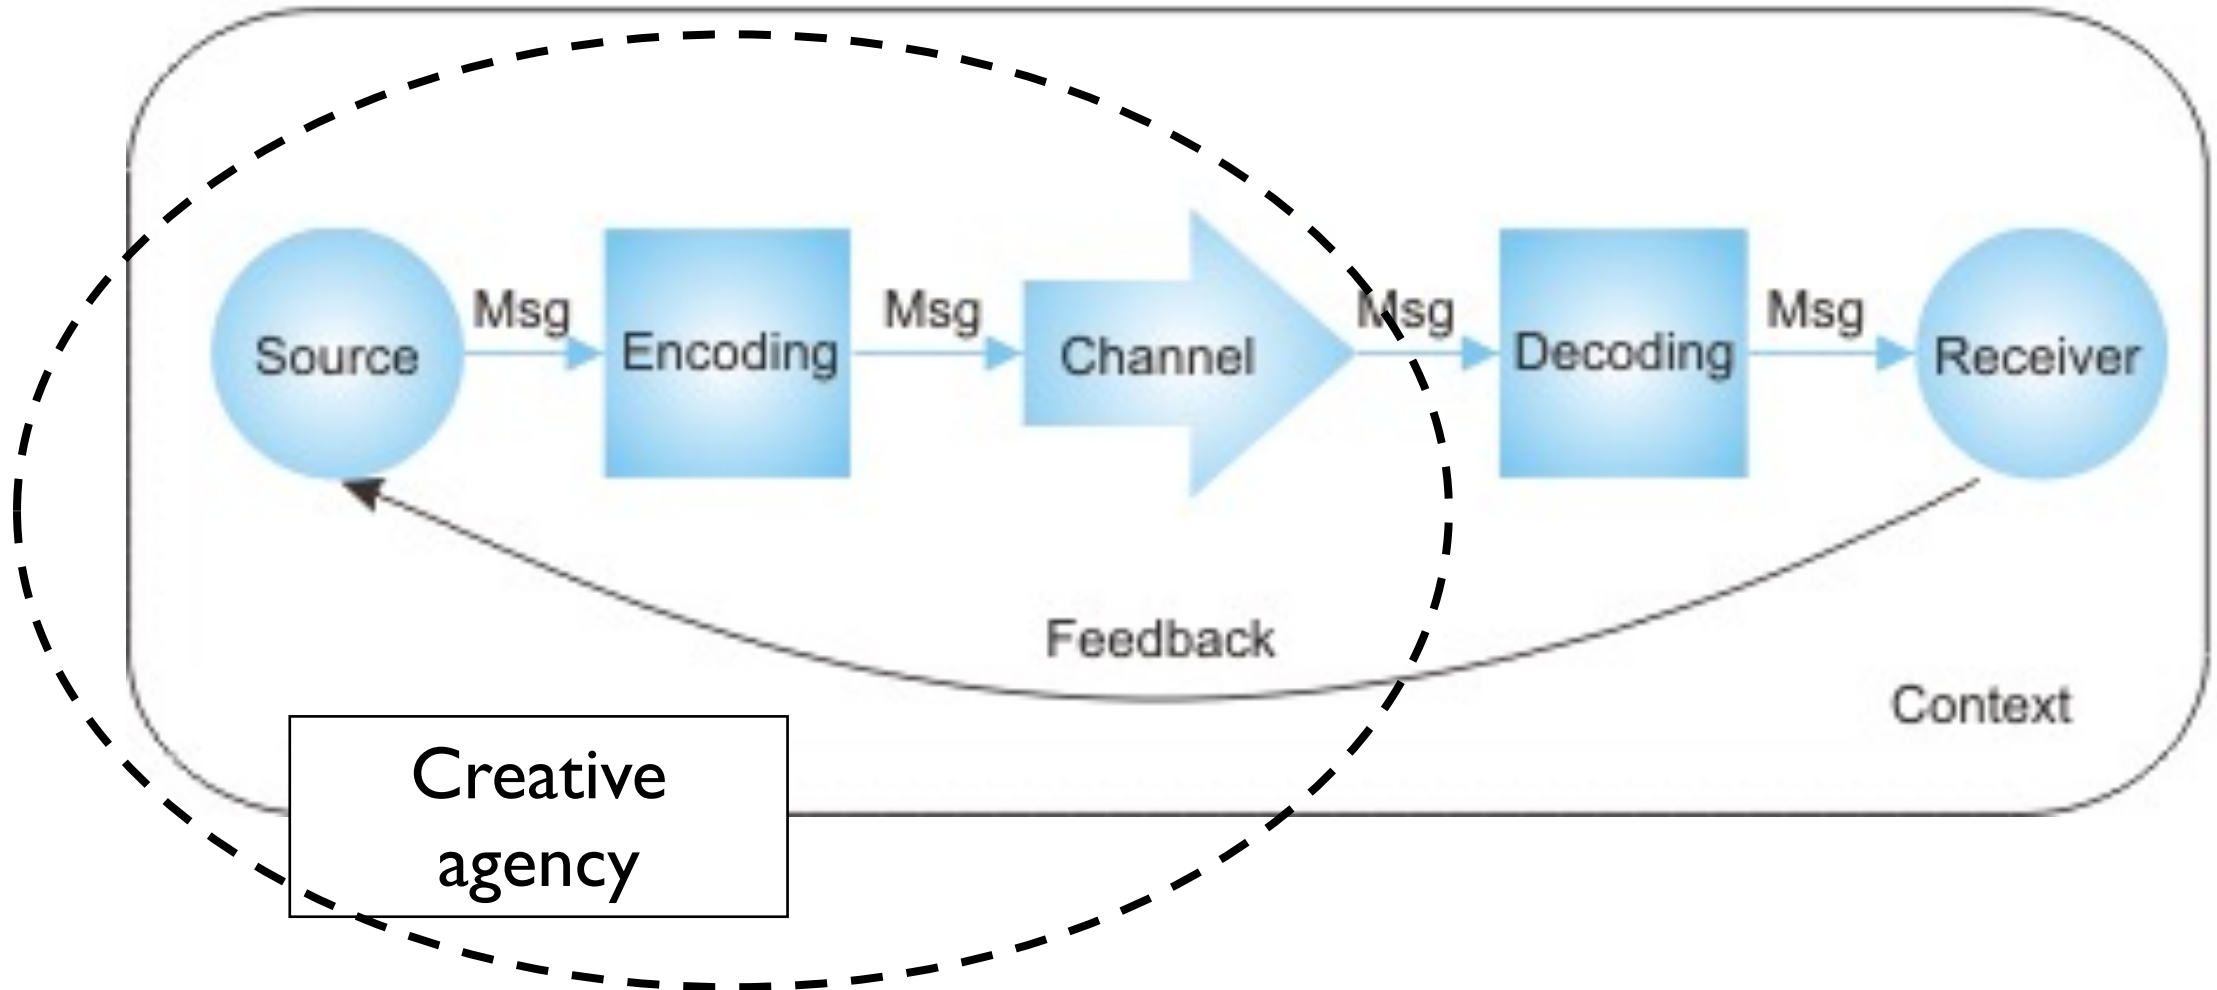 Msg
Msg
Msg
Msg
Source
Encoding
Channel
Decoding
Receiver
Feedback
Context
Creative
agency